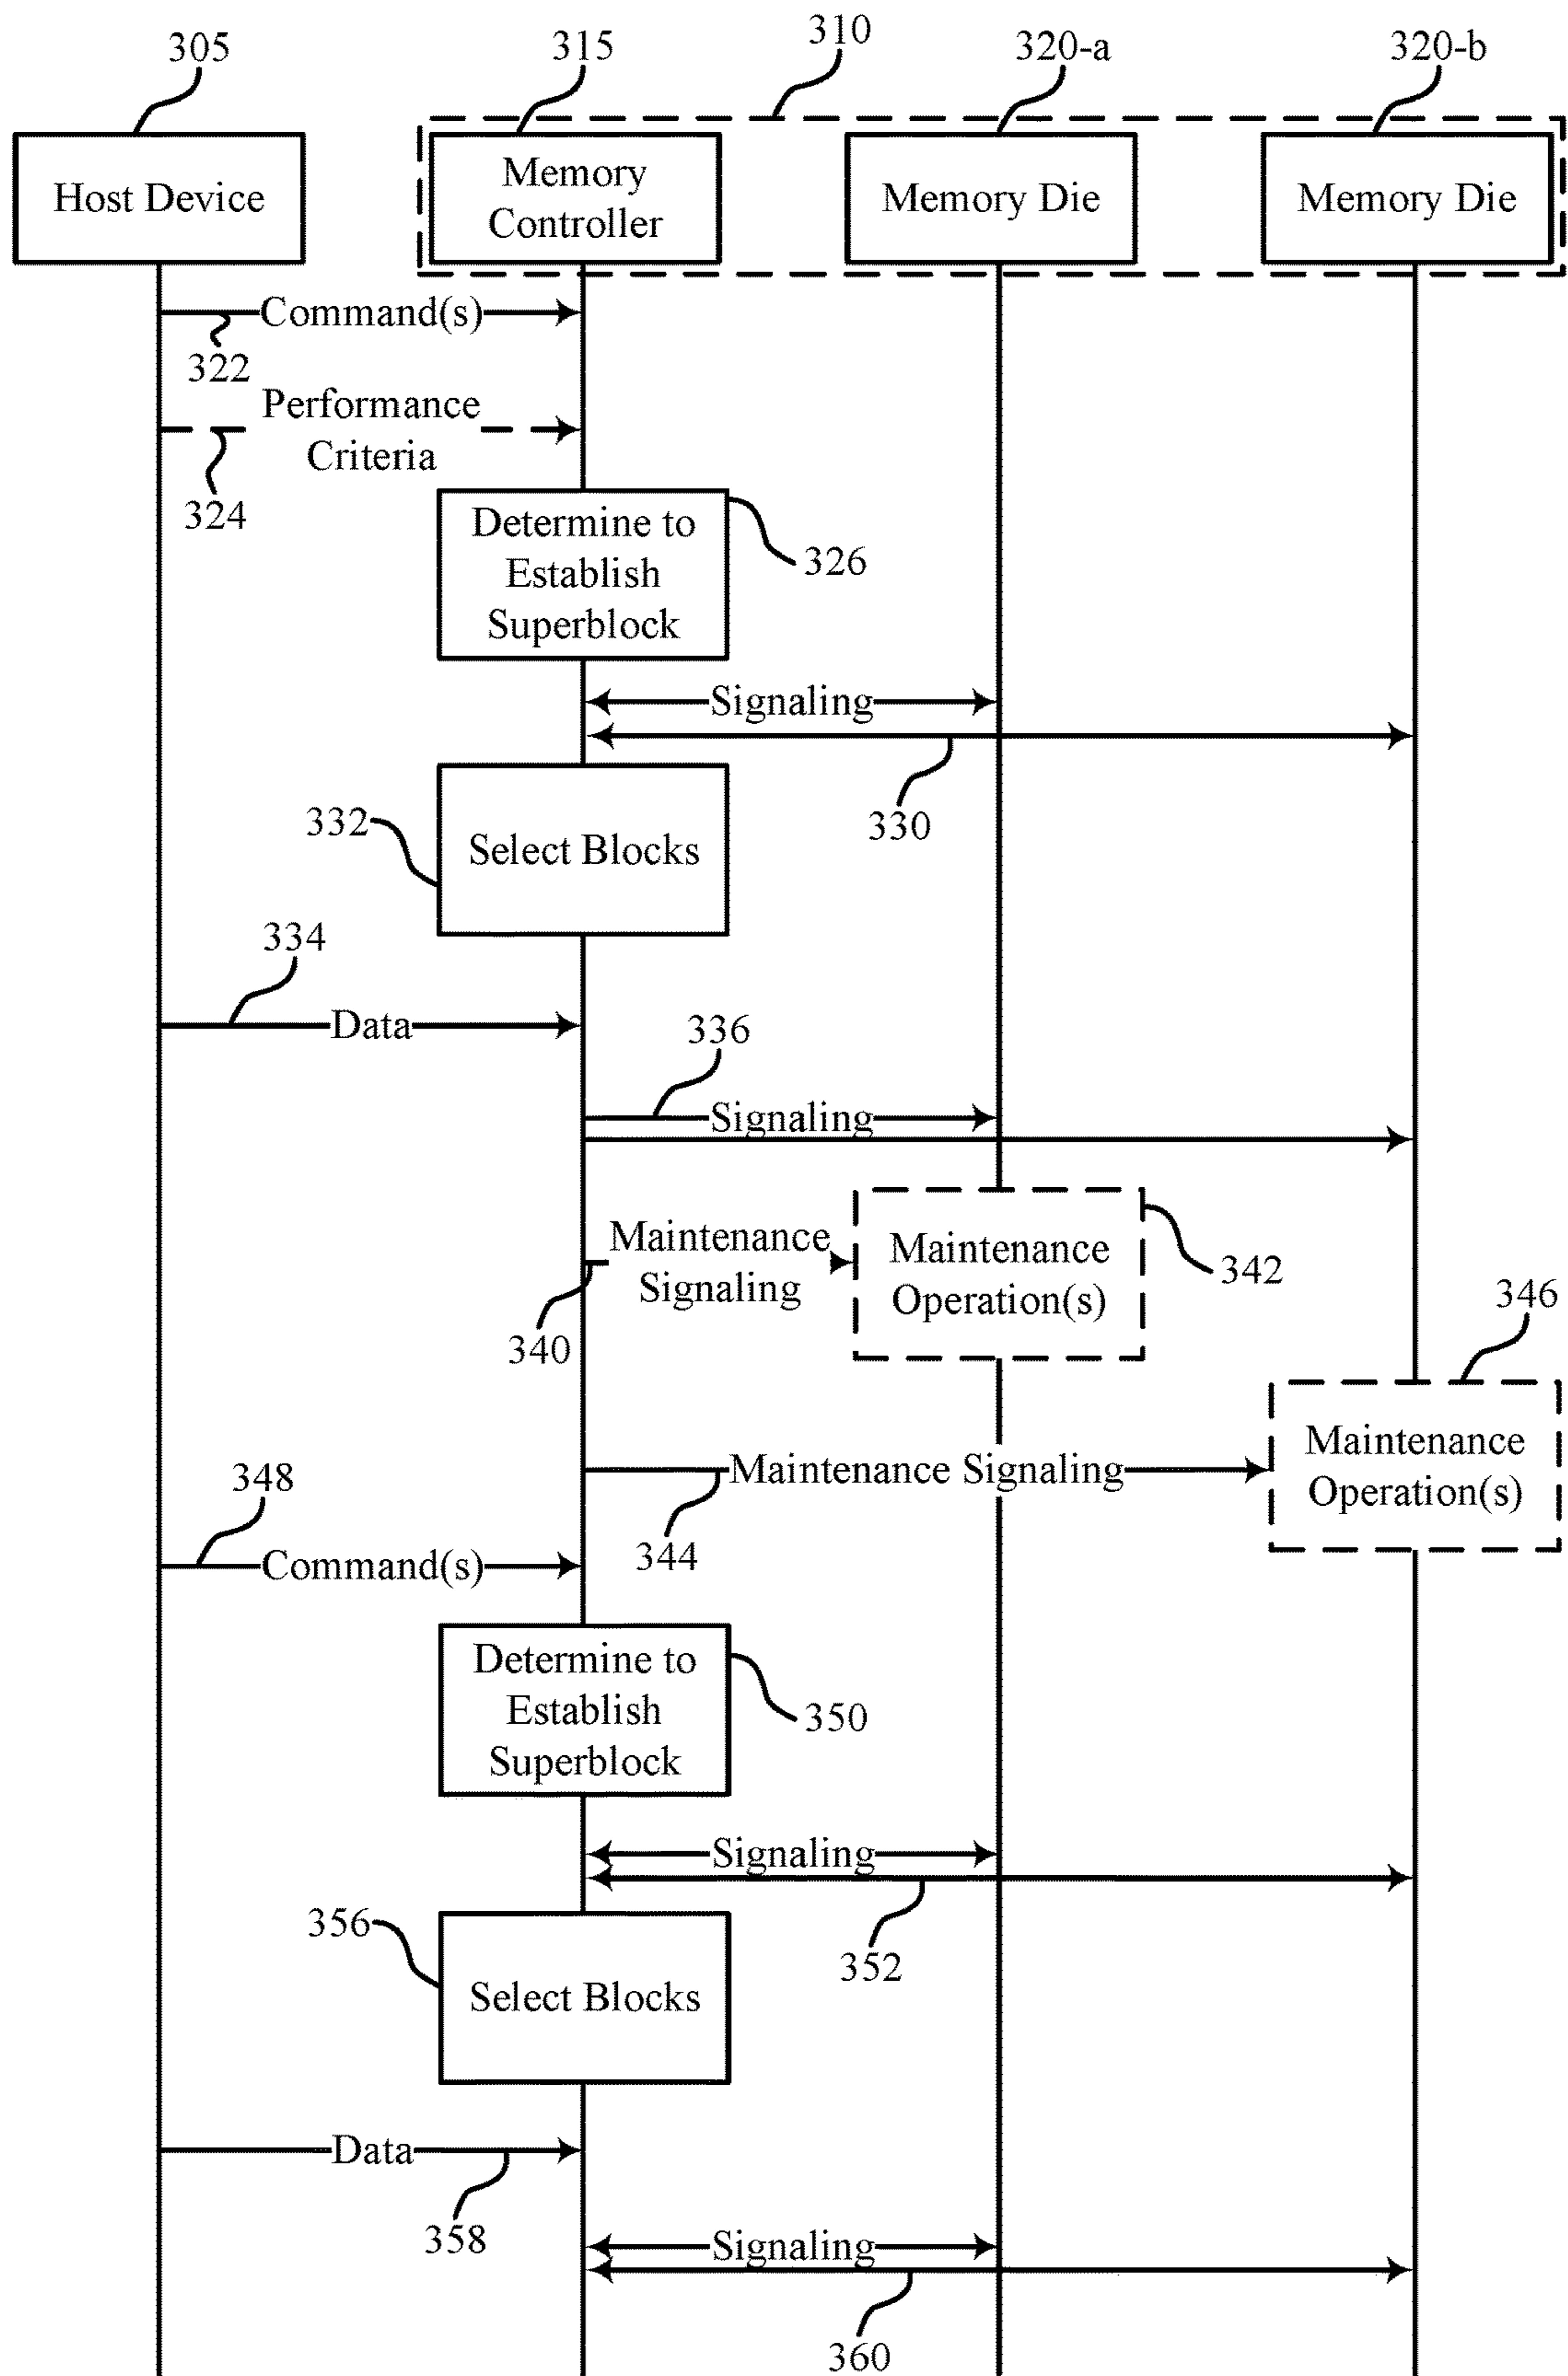 305
315
310
320-a
320-b
Host Device
Memory
Controller
Memory Die
Memory Die
Command(s)
322
Performance
Criteria
324
Determine to
Establish
Superblock
326
Signaling
330
332
Select Blocks
334
Data
336
Signaling
Maintenance
Signaling
340
Maintenance
Operation(s)
342
346
Maintenance
Operation(s)
Maintenance Signaling
344
348
Command(s)
Determine to
Establish
Superblock
350
Signaling
352
356
Select Blocks
Data
358
Signaling
360